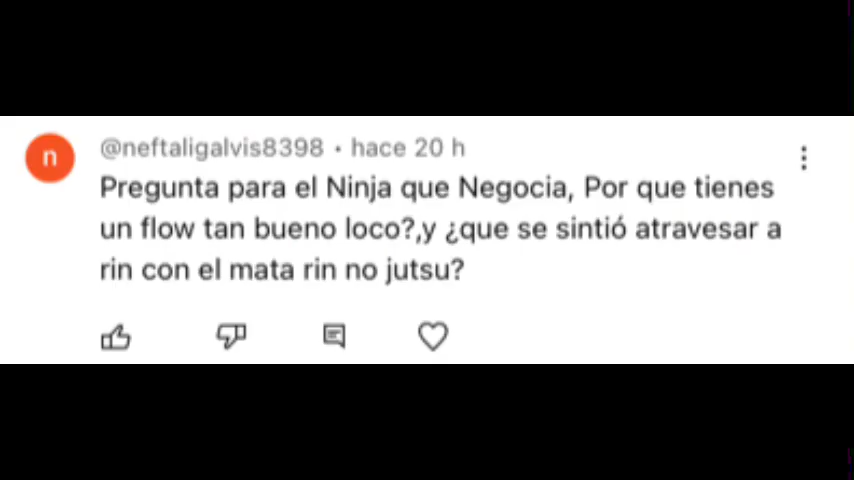 n
@neftaligalvis8398 · hace 20 h
Pregunta para el Ninja que Negocia, Por que tienes
un flow tan bueno loco?,y ¿que se sintió atravesar a
rin con el mata rin no jutsu?